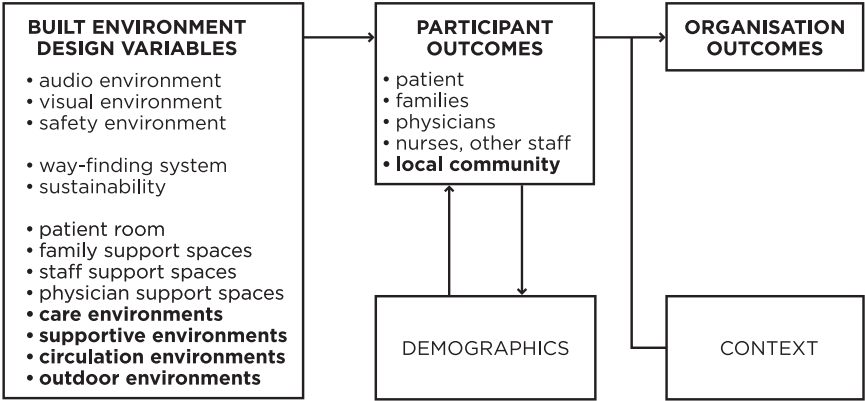 BUILT ENVIRONMENT
DESIGN VARIABLES
• audio environment
• visual environment
• safety environment
• way-finding system
• sustainability
• patient room
• family support spaces
• staff support spaces
• physician support spaces
• care environments
• supportive environments
• circulation environments
• outdoor environments
PARTICIPANT
OUTCOMES
• patient
• families
• physicians
• nurses, other staff
• local community
ORGANISATION
OUTCOMES
DEMOGRAPHICS
CONTEXT